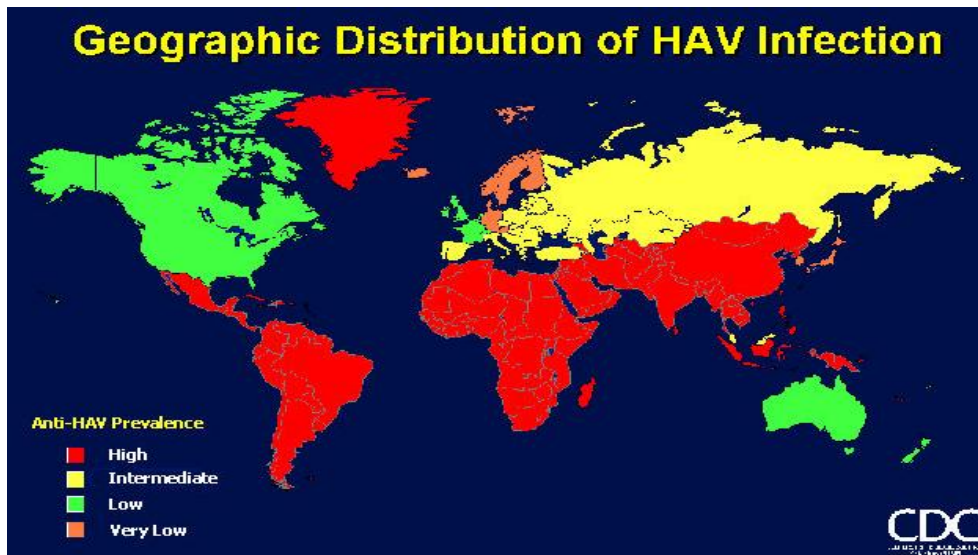 Geographic Distribution of HAV Infection
Anti-HAV Prevalence
High
Intermediate
Low
Very Low
CDC